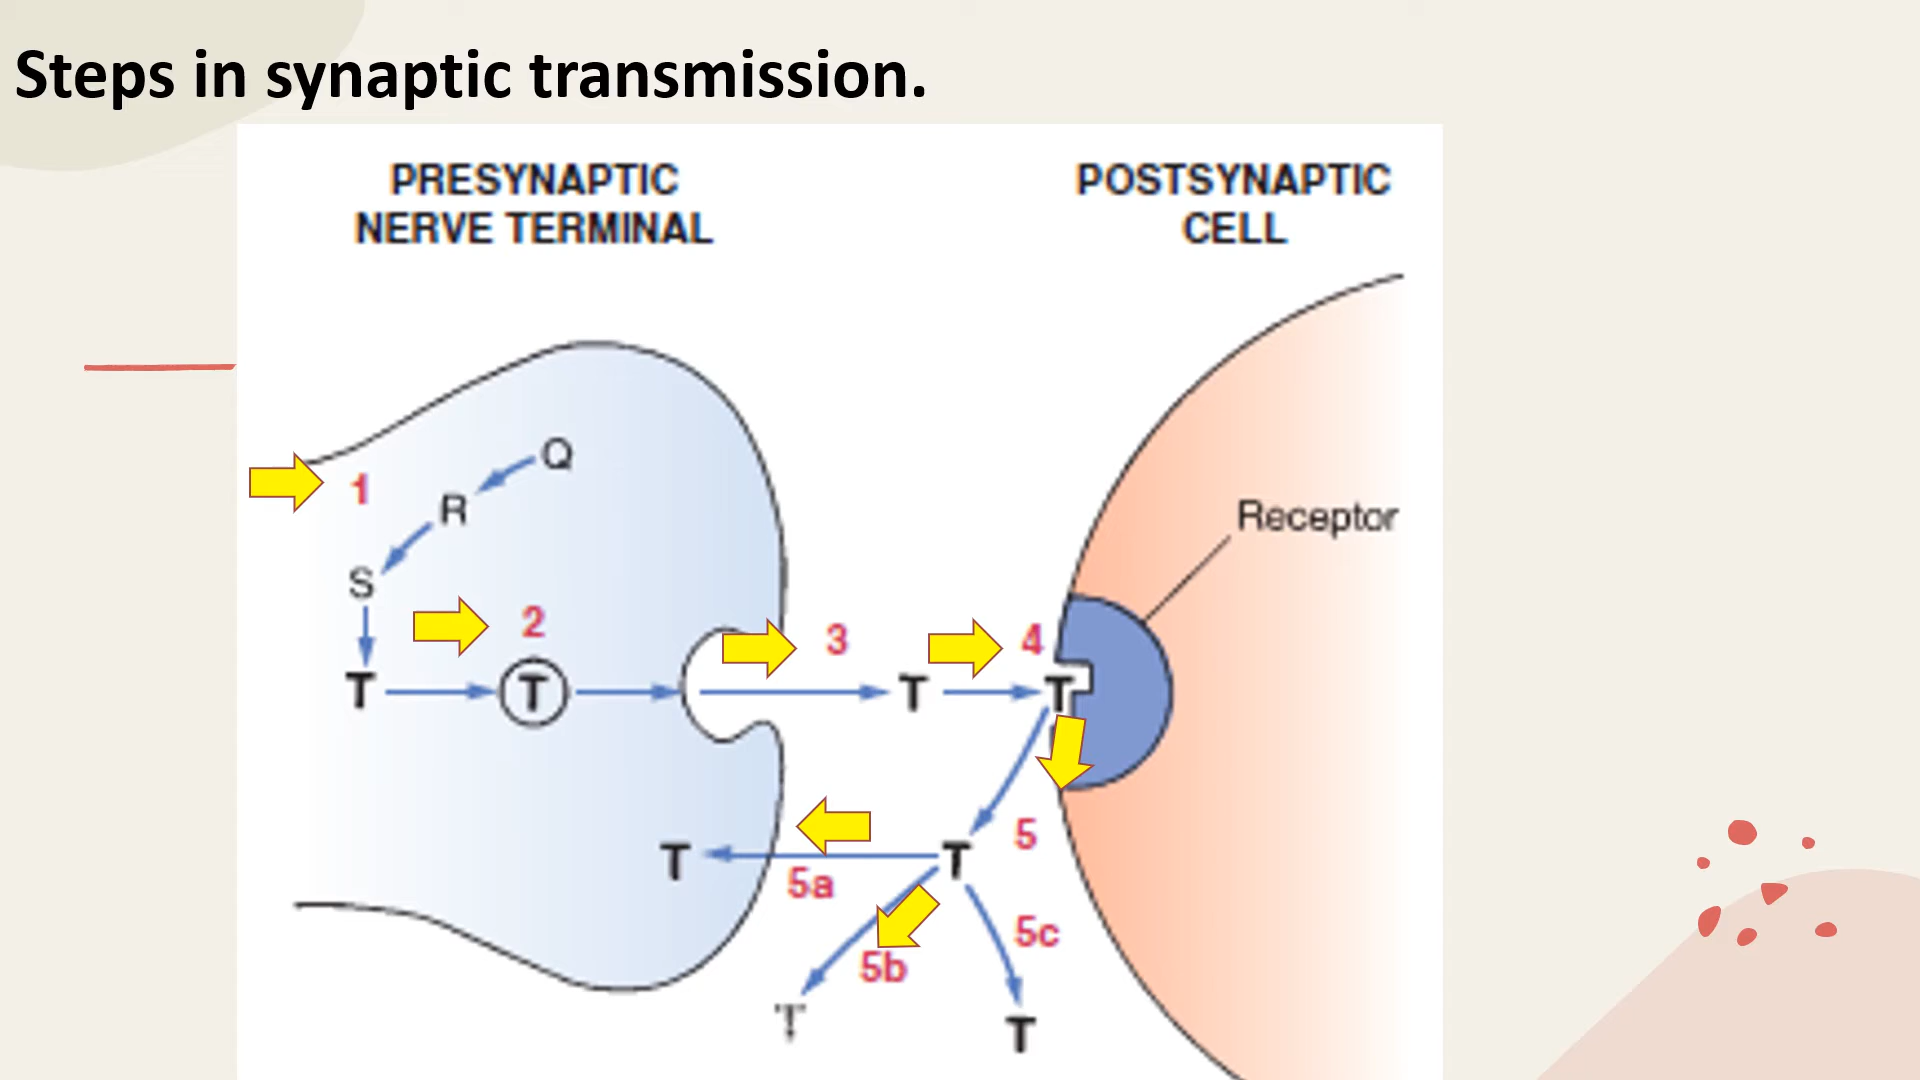 Steps in synaptic transmission.
PRESYNAPTIC
NERVE TERMINAL
POSTSYNAPTIC
CELL
Q
1
R
Receptor
S
2
3
4
T
T
T
T
5
T
T
5a
5c
5b
T
T